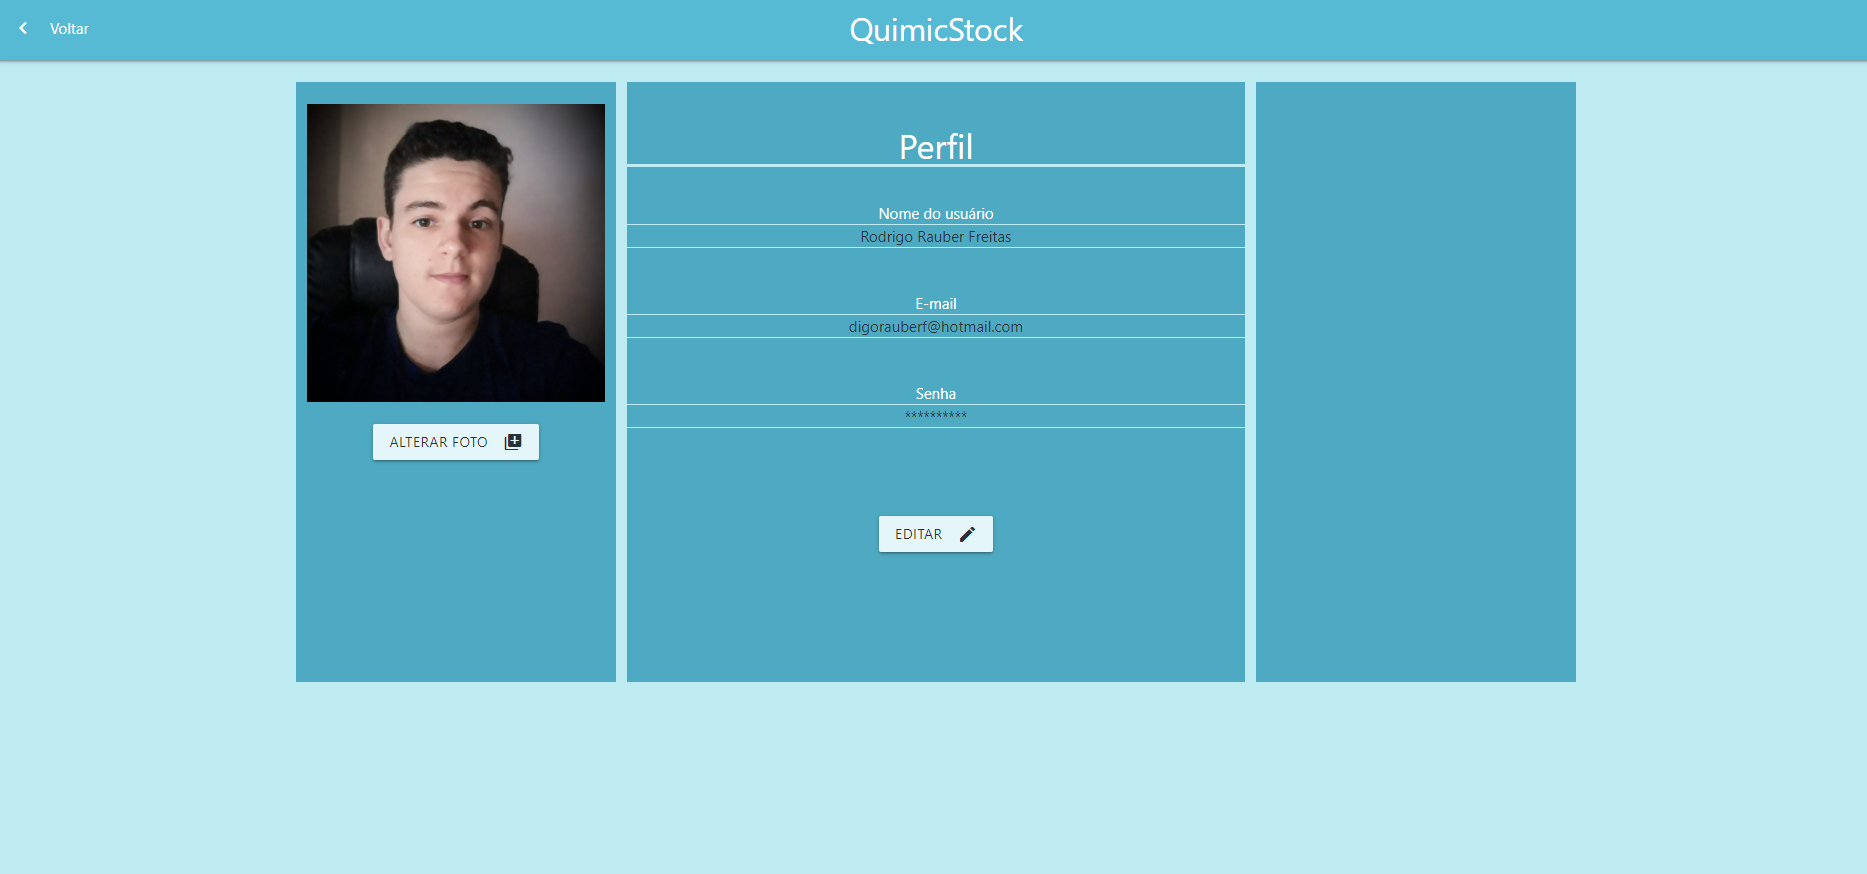 Voltar
QuimicStock
ALTERAR FOTO
Perfil
Nome do usuário
Rodrigo Rauber Freitas
E-mail
digorauberf@hotmail.com
Senha
**********
EDITAR